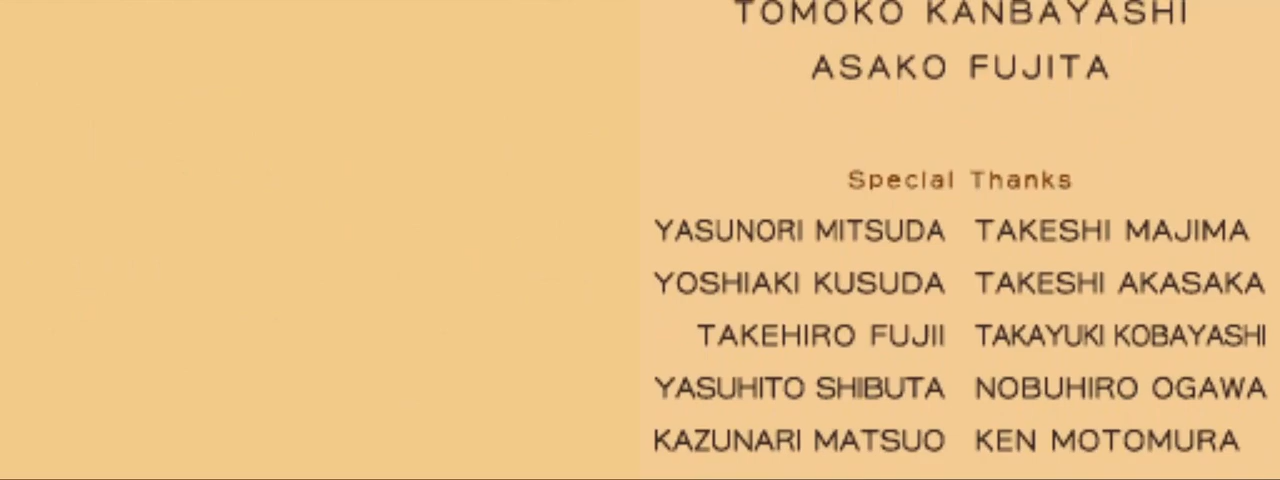 TOMOKO KANBAYASHI
ASAKO FUJITA
Special Thanks
YASUNORI MITSUDA TAKESHI MAJIMA
YOSHIAKI KUSUDA TAKESHI AKASAKA
TAKEHIRO FUJII TAKAYUKI KOBAYASHI
YASUHITO SHIBUTA NOBUHIRO OGAWA
KAZUNARI MATSUO KEN MOTOMURA